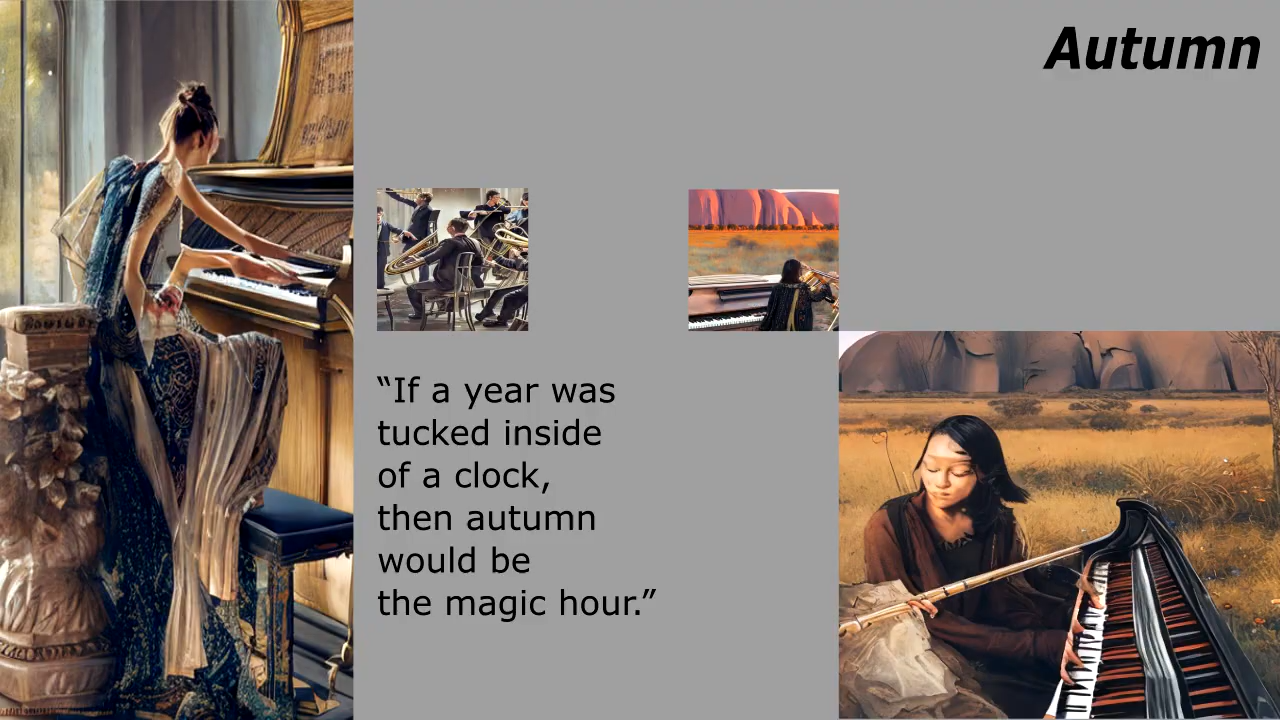 Autumn
“If a year was
tucked inside
of a clock,
then autumn
would be
the magic hour.”